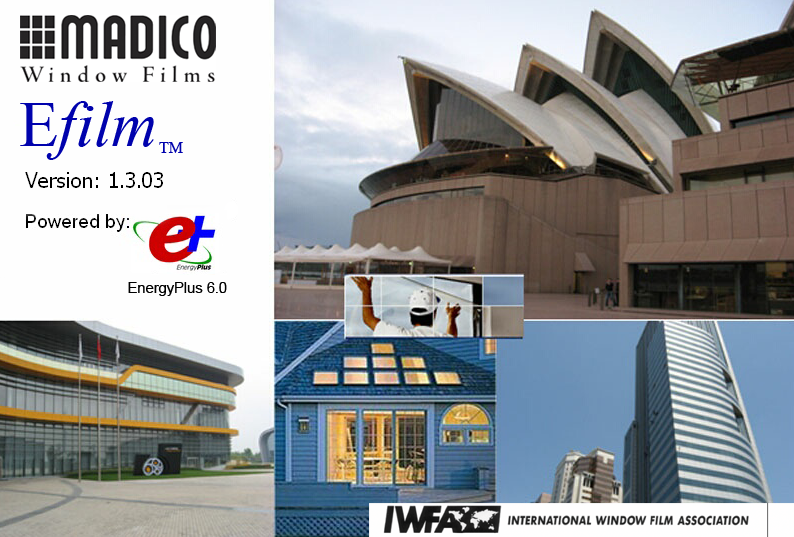 MADICO
Window Films
Efilm TM
Version: 1.3.03
Powered by:
e+
EnergyPlus
EnergyPlus 6.0
IWFA INTERNATIONAL WINDOW FILM ASSOCIATION